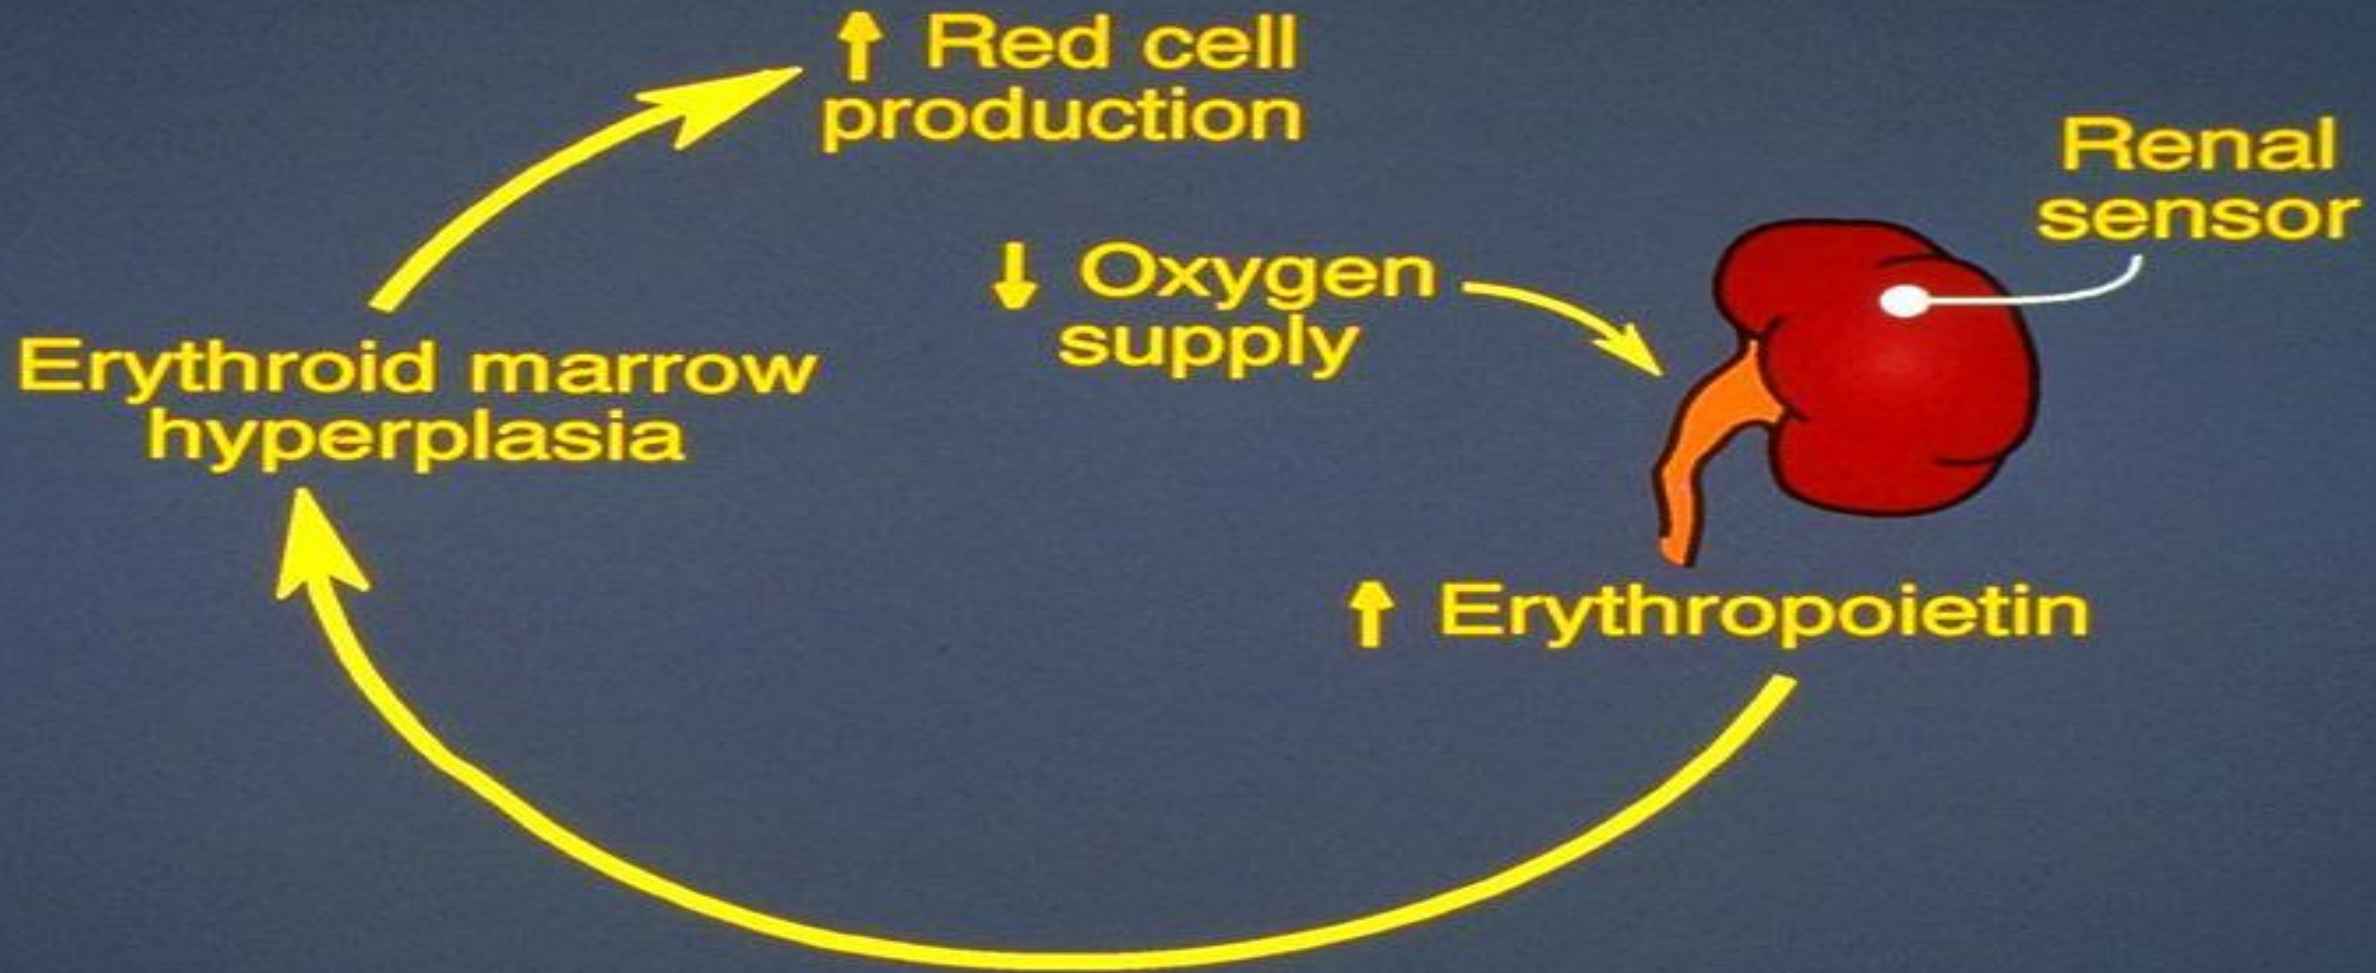 ↑ Red cell
production
Renal
sensor
↓ Oxygen
supply
Erythroid marrow
hyperplasia
↑ Erythropoietin